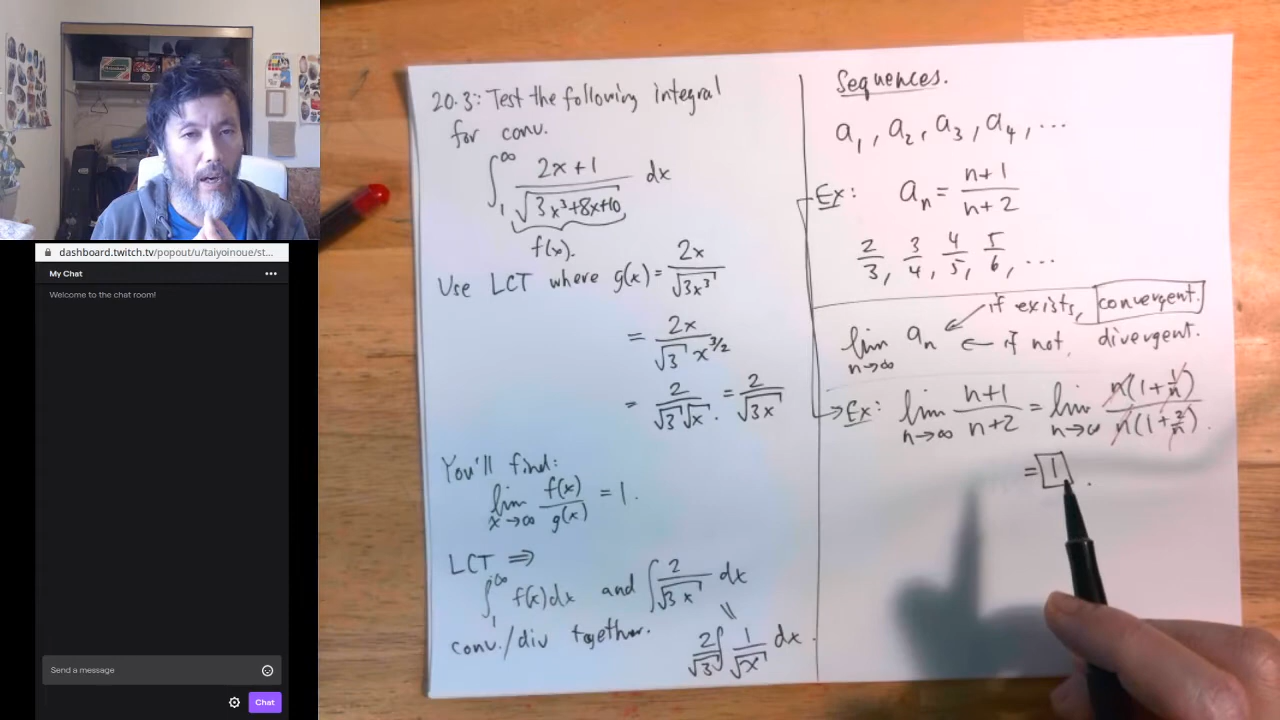 dashboard.twitch.tv/popout/u/taiyoinoue/st...
My Chat
Welcome to the chat room!
Send a message
Chat
20.3: Test the following integral
for conv.
∫₁^∞ (2x+1)/√(3x³+8x+10) dx
f(x).
Use LCT where g(x) = 2x/√(3x³)
= 2x/(√3 x^(3/2))
= 2/(√3 √x). = 2/√(3x)
You'll find:
lim x→∞ f(x)/g(x) = 1.
LCT ⇒
∫₁^∞ f(x)dx and ∫ 2/√(3x) dx
conv./div together. 2/√3 ∫ 1/√x dx.
Sequences.
a₁, a₂, a₃, a₄, ...
Ex: aₙ = (n+1)/(n+2)
2/3, 3/4, 4/5, 5/6, ...
if exists, convergent.
lim n→∞ aₙ ← if not, divergent.
→ Ex: lim n→∞ (n+1)/(n+2) = lim n→∞ n(1+1/n)/n(1+2/n).
= 1.